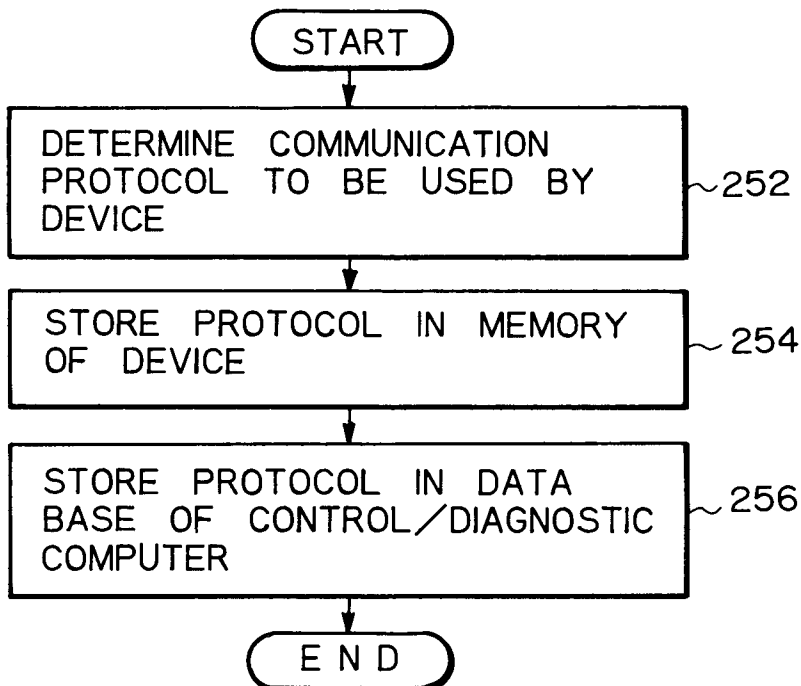 START
DETERMINE COMMUNICATION
PROTOCOL TO BE USED BY
DEVICE
252
STORE PROTOCOL IN MEMORY
OF DEVICE
254
STORE PROTOCOL IN DATA
BASE OF CONTROL/DIAGNOSTIC
COMPUTER
256
END